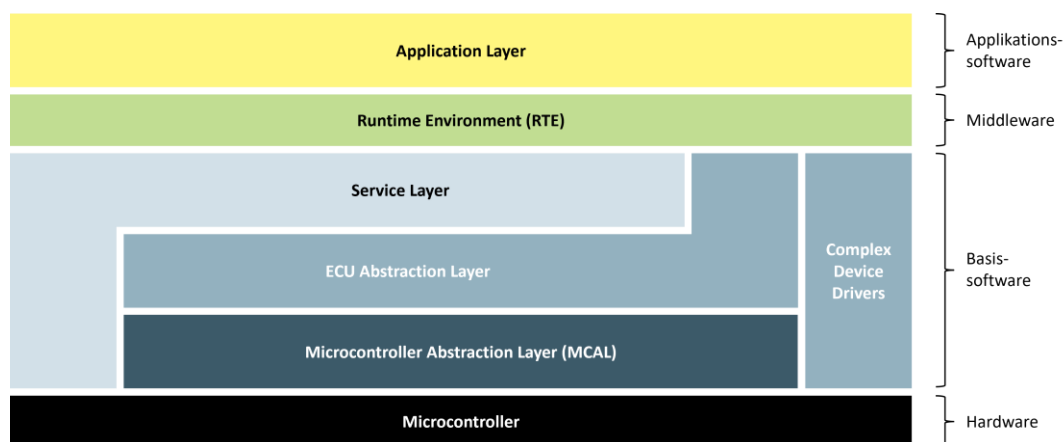 Application Layer
Applikations-
software
Runtime Environment (RTE)
Middleware
Service Layer
ECU Abstraction Layer
Microcontroller Abstraction Layer (MCAL)
Complex
Device
Drivers
Basis-
software
Microcontroller
Hardware